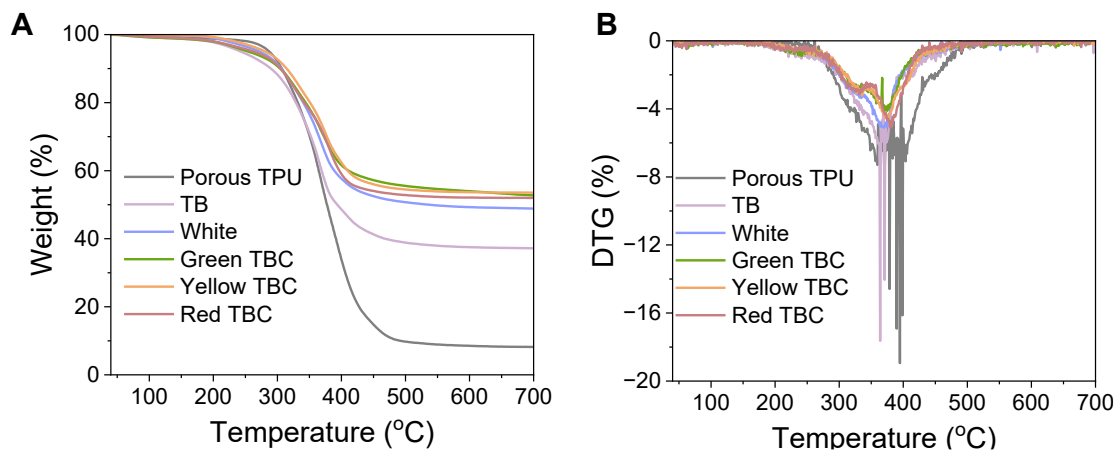 A
100
80
60
40
20
0
Weight (%)
Porous TPU
TB
White
Green TBC
Yellow TBC
Red TBC
100 200 300 400 500 600 700
Temperature (°C)
B
0
−4
−8
−12
−16
−20
DTG (%)
Porous TPU
TB
White
Green TBC
Yellow TBC
Red TBC
100 200 300 400 500 600 700
Temperature (°C)